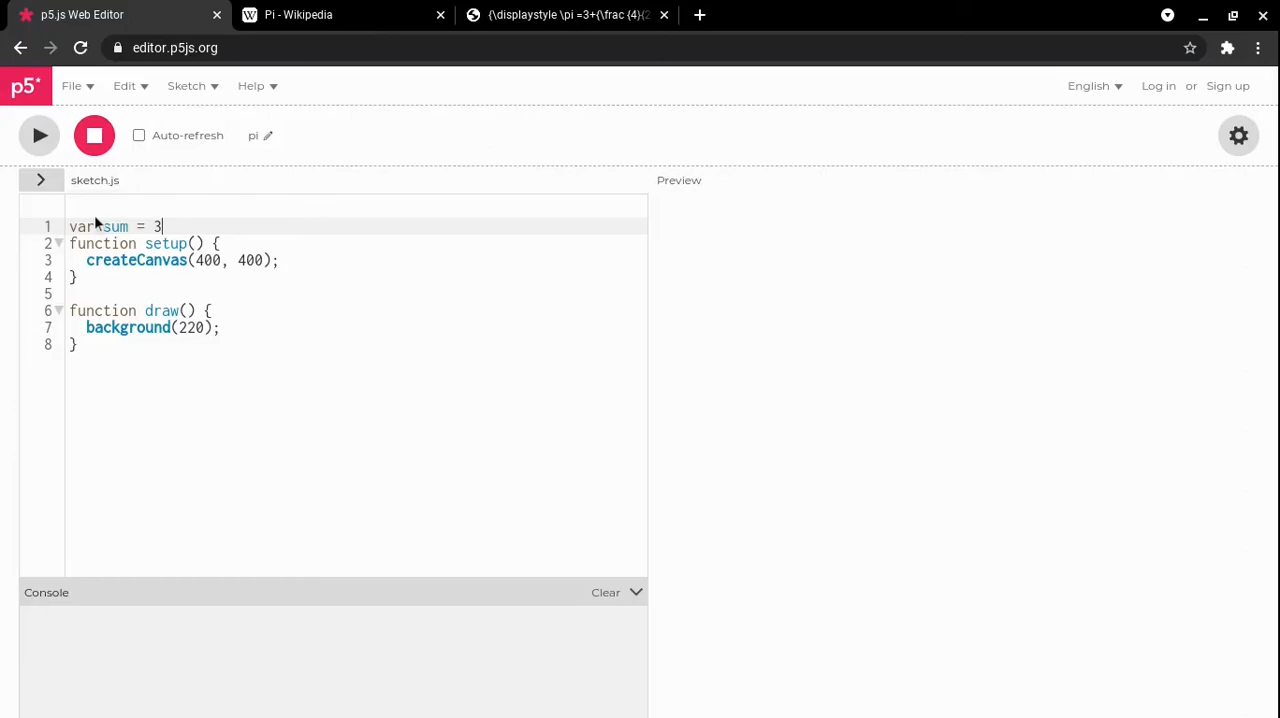 p5.js Web Editor
Pi - Wikipedia
{\displaystyle \pi =3+{\frac {4}{2
editor.p5js.org
p5*
File Edit Sketch Help
English Log in or Sign up
Auto-refresh pi
sketch.js
Preview
1 var sum = 3
2 function setup() {
3 createCanvas(400, 400);
4 }
5
6 function draw() {
7 background(220);
8 }
Console
Clear